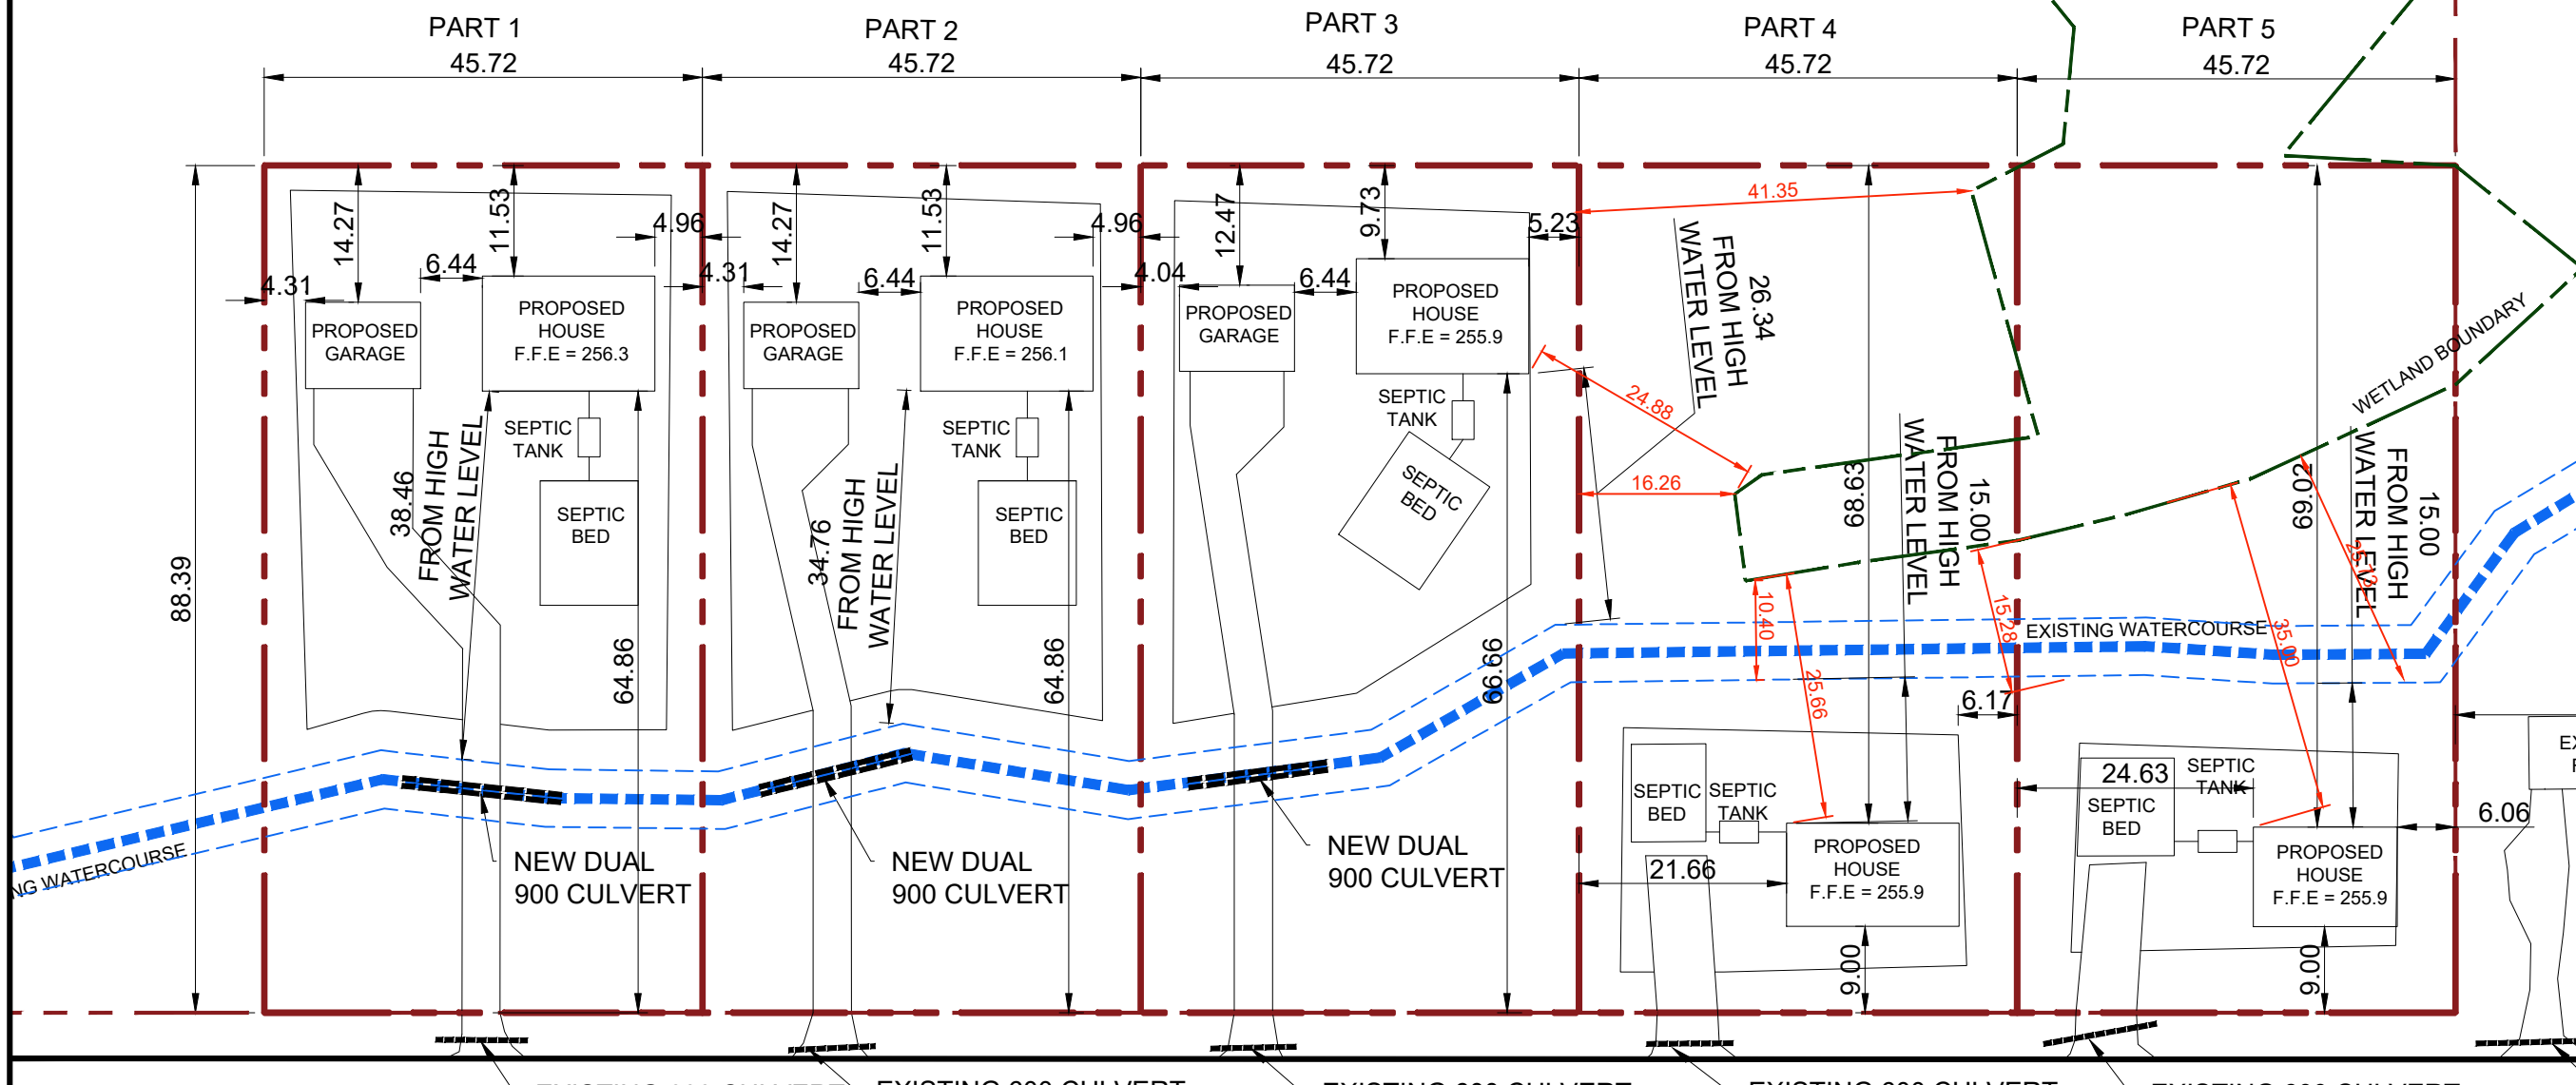 PART 1
45.72
PART 2
45.72
PART 3
45.72
PART 4
45.72
PART 5
45.72
88.39
14.27
11.53
4.96
4.31
6.44
PROPOSED
GARAGE
PROPOSED
HOUSE
F.F.E = 256.3
SEPTIC
TANK
SEPTIC
BED
38.46
FROM HIGH
WATER LEVEL
64.86
NEW DUAL
900 CULVERT
14.27
11.53
4.96
4.31
6.44
PROPOSED
GARAGE
PROPOSED
HOUSE
F.F.E = 256.1
SEPTIC
TANK
SEPTIC
BED
34.76
FROM HIGH
WATER LEVEL
64.86
NEW DUAL
900 CULVERT
12.47
9.73
5.23
4.04
6.44
PROPOSED
GARAGE
PROPOSED
HOUSE
F.F.E = 255.9
SEPTIC
TANK
SEPTIC
BED
66.66
NEW DUAL
900 CULVERT
41.35
26.34
FROM HIGH
WATER LEVEL
24.88
16.26
39.89
15.00
FROM HIGH
WATER LEVEL
10.40
25.66
15.28
6.17
SEPTIC
BED
SEPTIC
TANK
PROPOSED
HOUSE
F.F.E = 255.9
21.66
9.00
WETLAND BOUNDARY
20.69
15.00
FROM HIGH
WATER LEVEL
35.00
EXISTING WATERCOURSE
24.63
SEPTIC
TANK
SEPTIC
BED
6.06
PROPOSED
HOUSE
F.F.E = 255.9
9.00
NG WATERCOURSE